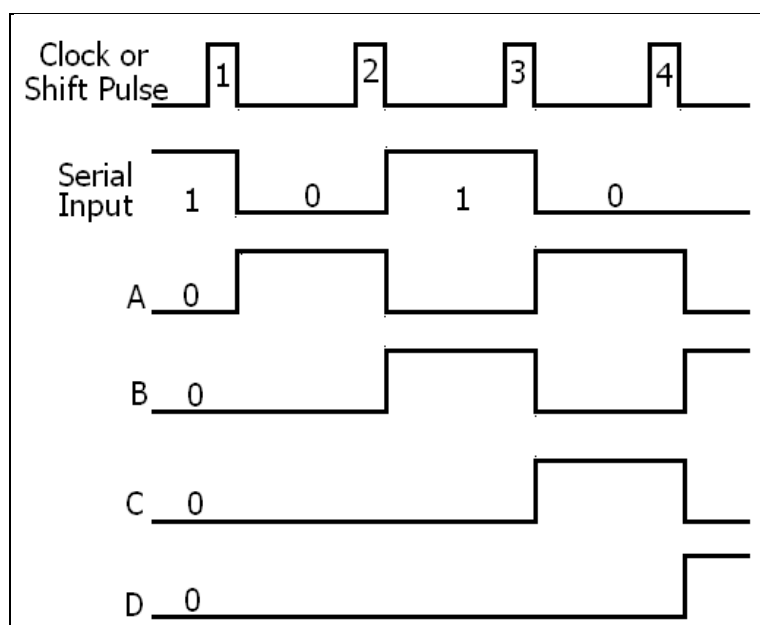 Clock or
Shift Pulse
1 2 3 4
Serial
Input
1 0 1 0
A 0
B 0
C 0
D 0